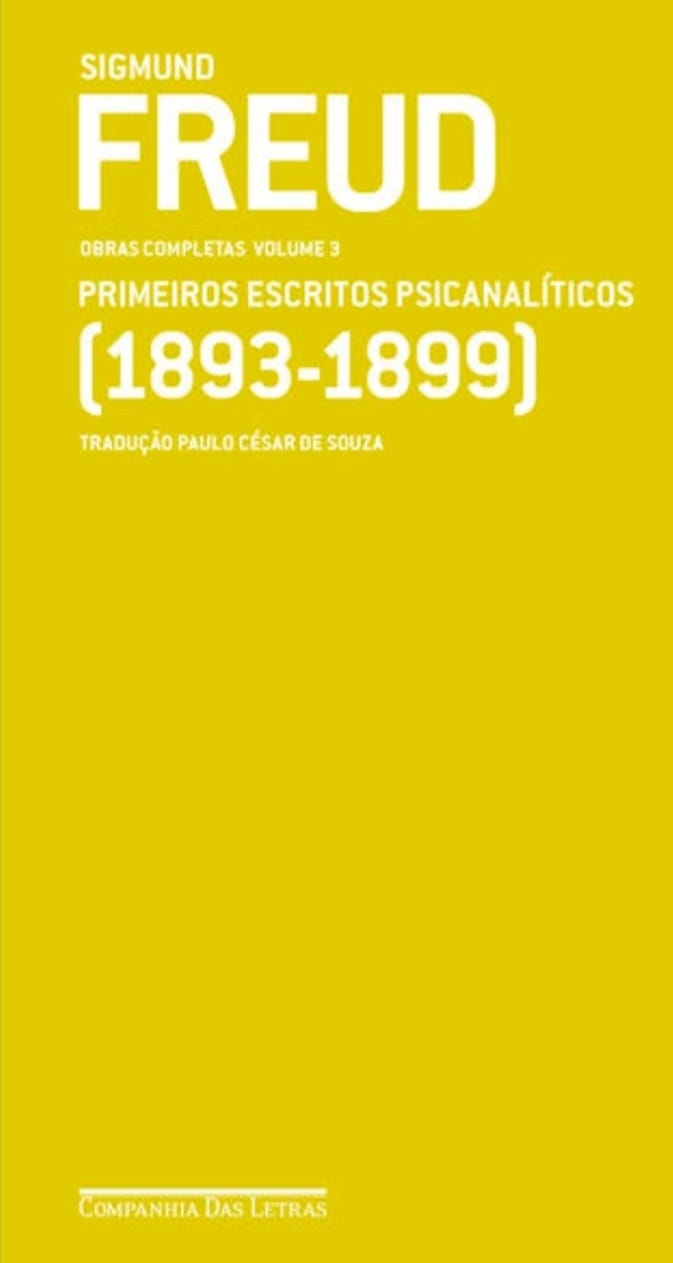 SIGMUND
FREUD
OBRAS COMPLETAS VOLUME 3
PRIMEIROS ESCRITOS PSICANALÍTICOS
(1893-1899)
TRADUÇÃO PAULO CÉSAR DE SOUZA
COMPANHIA DAS LETRAS